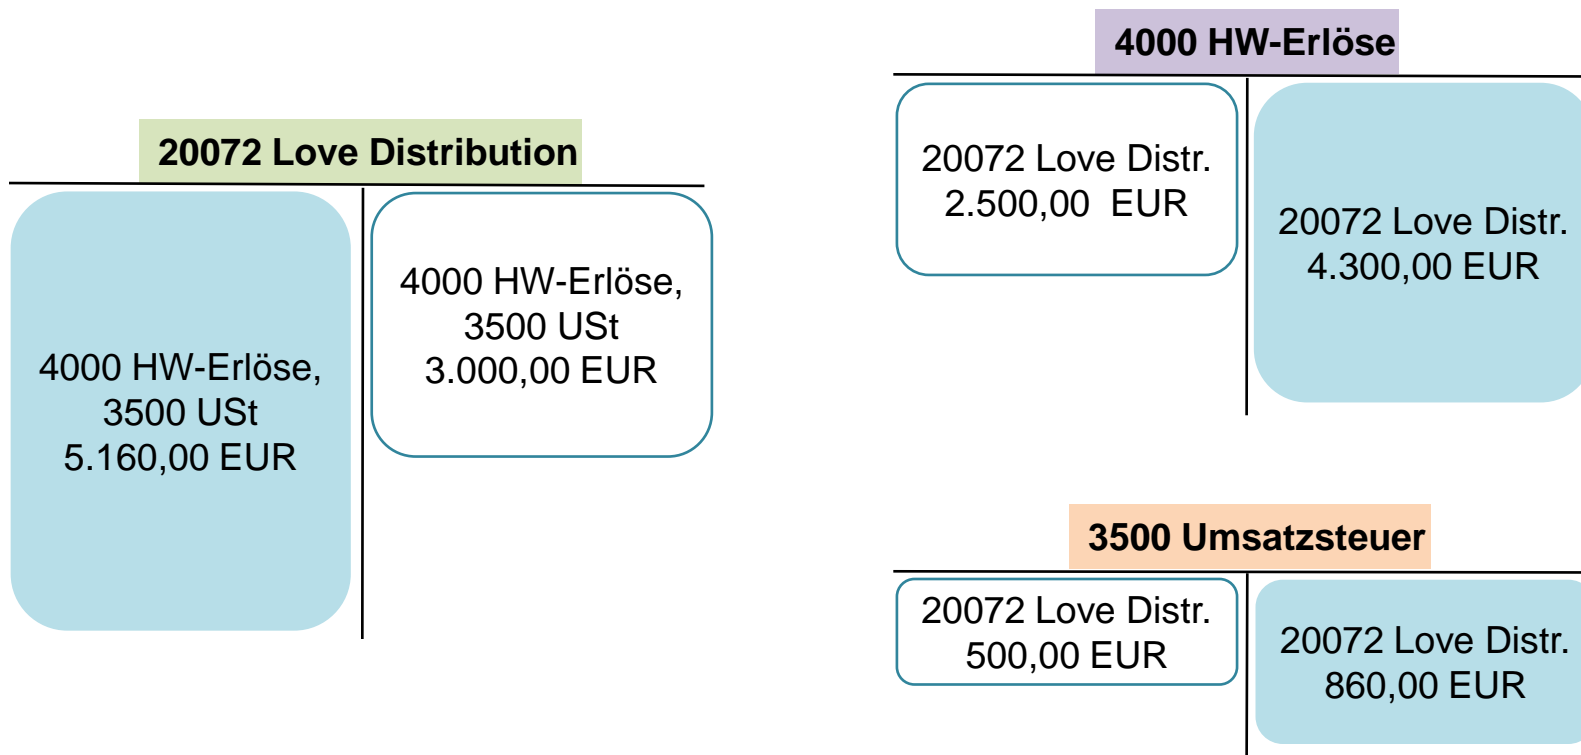 20072 Love Distribution
4000 HW-Erlöse,
3500 USt
5.160,00 EUR
4000 HW-Erlöse,
3500 USt
3.000,00 EUR
4000 HW-Erlöse
20072 Love Distr.
2.500,00 EUR
20072 Love Distr.
4.300,00 EUR
3500 Umsatzsteuer
20072 Love Distr.
500,00 EUR
20072 Love Distr.
860,00 EUR